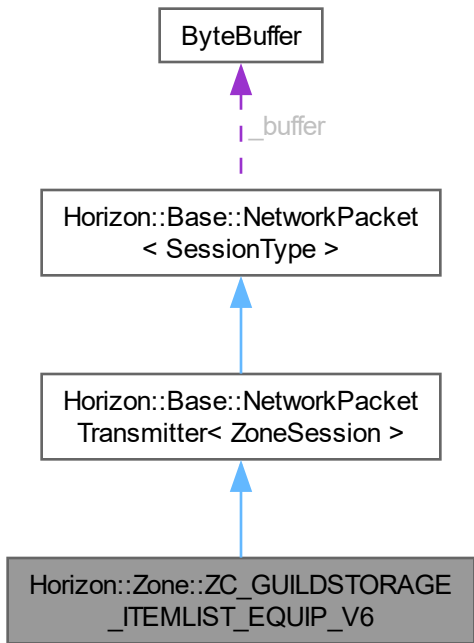 ByteBuffer
_buffer
Horizon::Base::NetworkPacket
< SessionType >
Horizon::Base::NetworkPacket
Transmitter< ZoneSession >
Horizon::Zone::ZC_GUILDSTORAGE
_ITEMLIST_EQUIP_V6